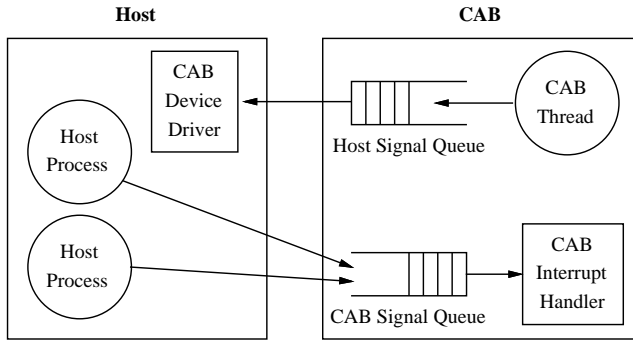 Host
CAB
CAB
Device
Driver
Host
Process
Host
Process
Host Signal Queue
CAB
Thread
CAB Signal Queue
CAB
Interrupt
Handler